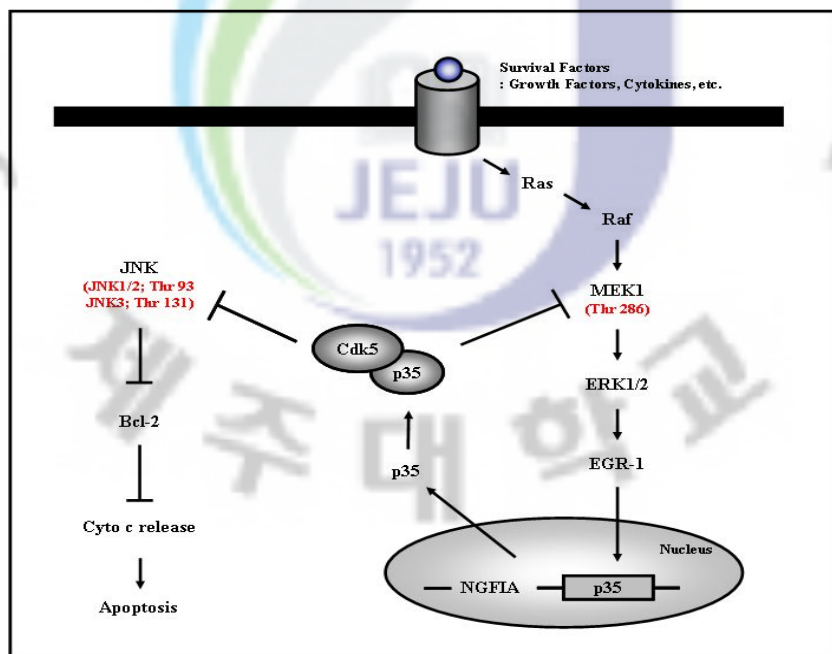 Survival Factors
: Growth Factors, Cytokines, etc.
Ras
Raf
JEJU
1952
JNK
(JNK1/2; Thr 93
JNK3; Thr 131)
MEK1
(Thr 286)
Cdk5
p35
ERK1/2
Bcl-2
EGR-1
p35
Cyto c release
Nucleus
NGFIA
p35
Apoptosis
제주대학교